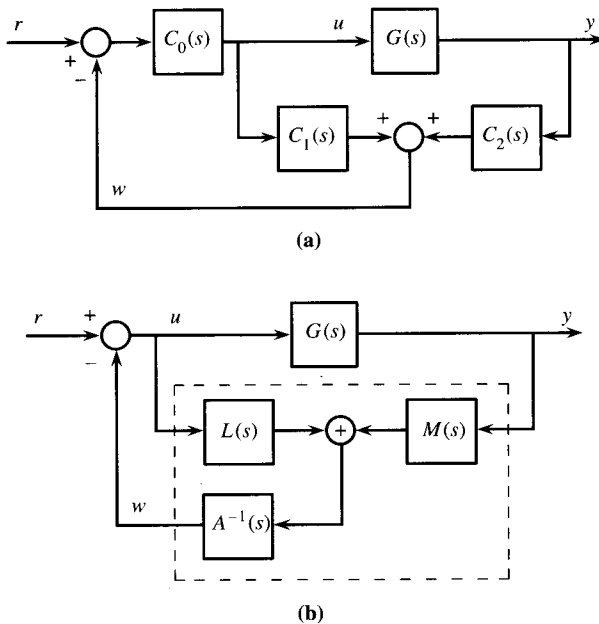 r + − C₀(s) u G(s) y
C₁(s) + + C₂(s)
w
(a)
r + − u G(s) y
L(s) + M(s)
w A⁻¹(s)
(b)